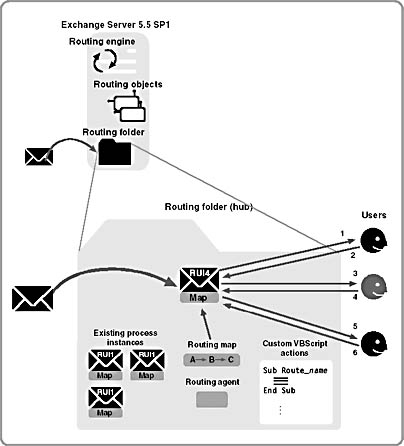 Exchange Server 5.5 SP1
Routing engine
Routing objects
Routing folder
Routing folder (hub)
Users
1
2
RUI4
Map
3
4
5
6
Existing process
instances
RUI1
Map
RUI1
Map
RUI1
Map
Routing map
A → B → C
Routing agent
Custom VBScript
actions
Sub Route_name
End Sub